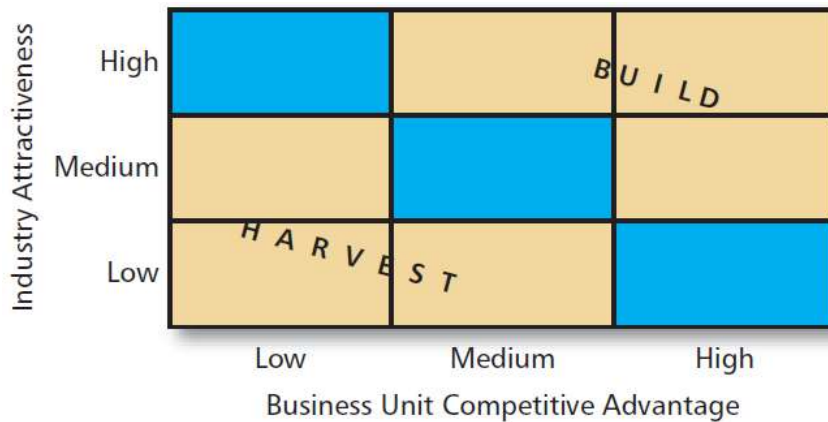 Industry Attractiveness
High
BUILD
Medium
HARVEST
Low
Low Medium High
Business Unit Competitive Advantage